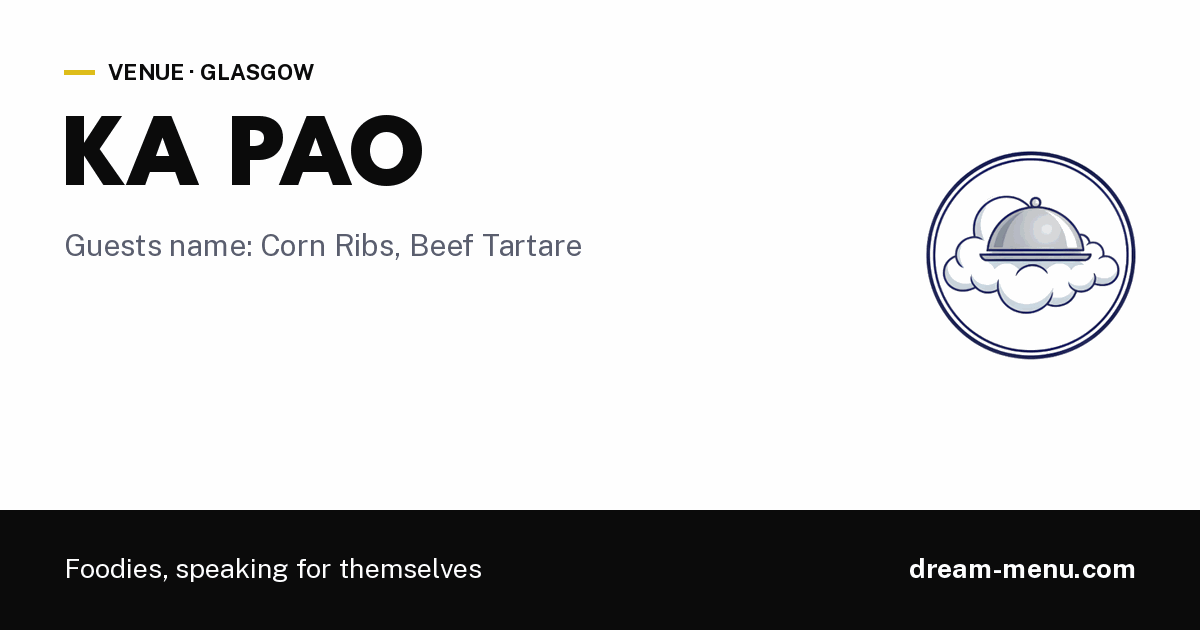 VENUE · GLASGOW
KA PAO
Guests name: Corn Ribs, Beef Tartare
Foodies, speaking for themselves
dream-menu.com